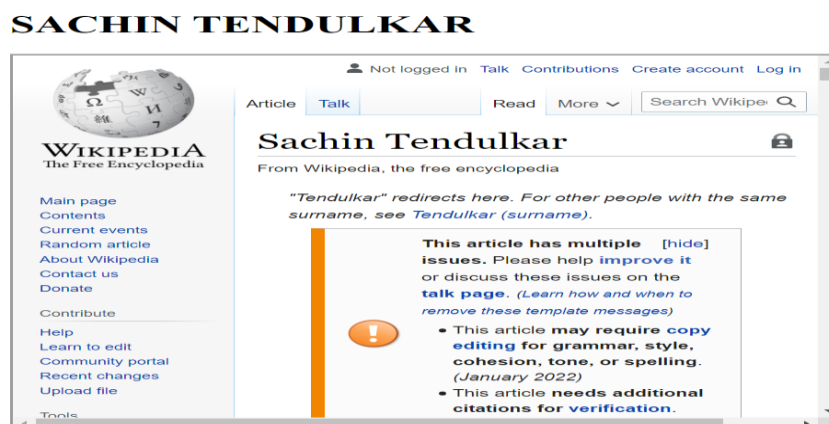 SACHIN TENDULKAR
Not logged in Talk Contributions Create account Log in
Article Talk Read More Search Wikipe
WIKIPEDIA
The Free Encyclopedia
Main page
Contents
Current events
Random article
About Wikipedia
Contact us
Donate
Contribute
Help
Learn to edit
Community portal
Recent changes
Upload file
Tools
Sachin Tendulkar
From Wikipedia, the free encyclopedia
"Tendulkar" redirects here. For other people with the same
surname, see Tendulkar (surname).
This article has multiple [hide]
issues. Please help improve it
or discuss these issues on the
talk page. (Learn how and when to
remove these template messages)
• This article may require copy
editing for grammar, style,
cohesion, tone, or spelling.
(January 2022)
• This article needs additional
citations for verification.